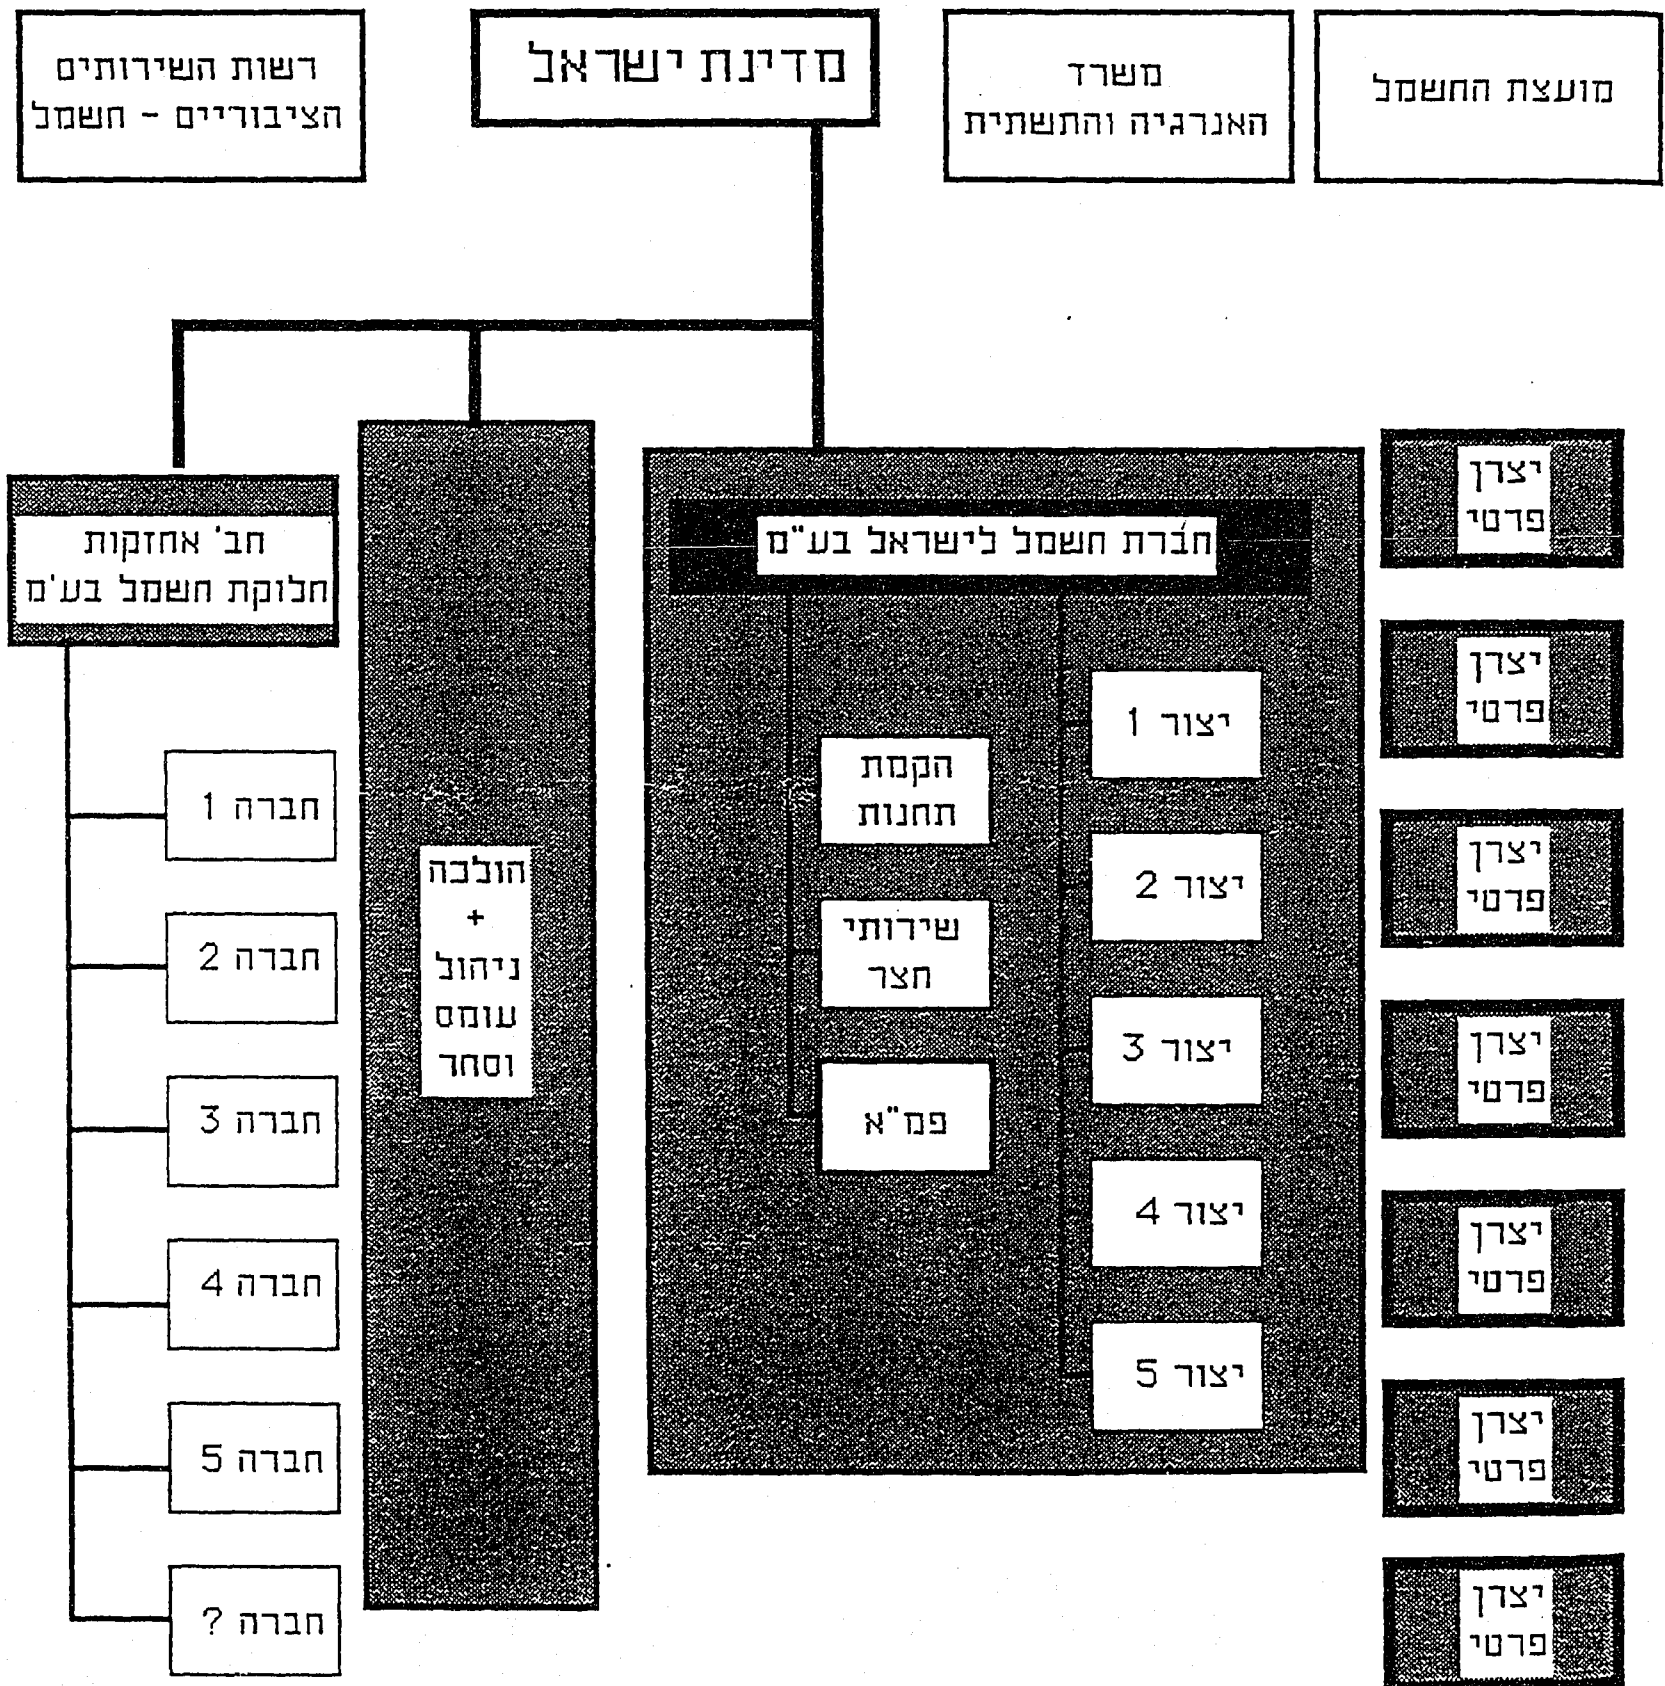 מועצת החשמל
משרד
האנרגיה והתשתית
מדינת ישראל
רשות השירותים
הציבוריים - חשמל
יצרן
פרטי
יצרן
פרטי
יצרן
פרטי
יצרן
פרטי
יצרן
פרטי
יצרן
פרטי
יצרן
פרטי
חברת חשמל לישראל בע"מ
יצור 1
יצור 2
יצור 3
יצור 4
יצור 5
הקמת
תחנות
שירותי
חצר
פמ"א
הולכה
+
ניהול
עומס
וסחר
חב' אחזקות
חלוקת חשמל בע'מ
חברה 1
חברה 2
חברה 3
חברה 4
חברה 5
חברה ?